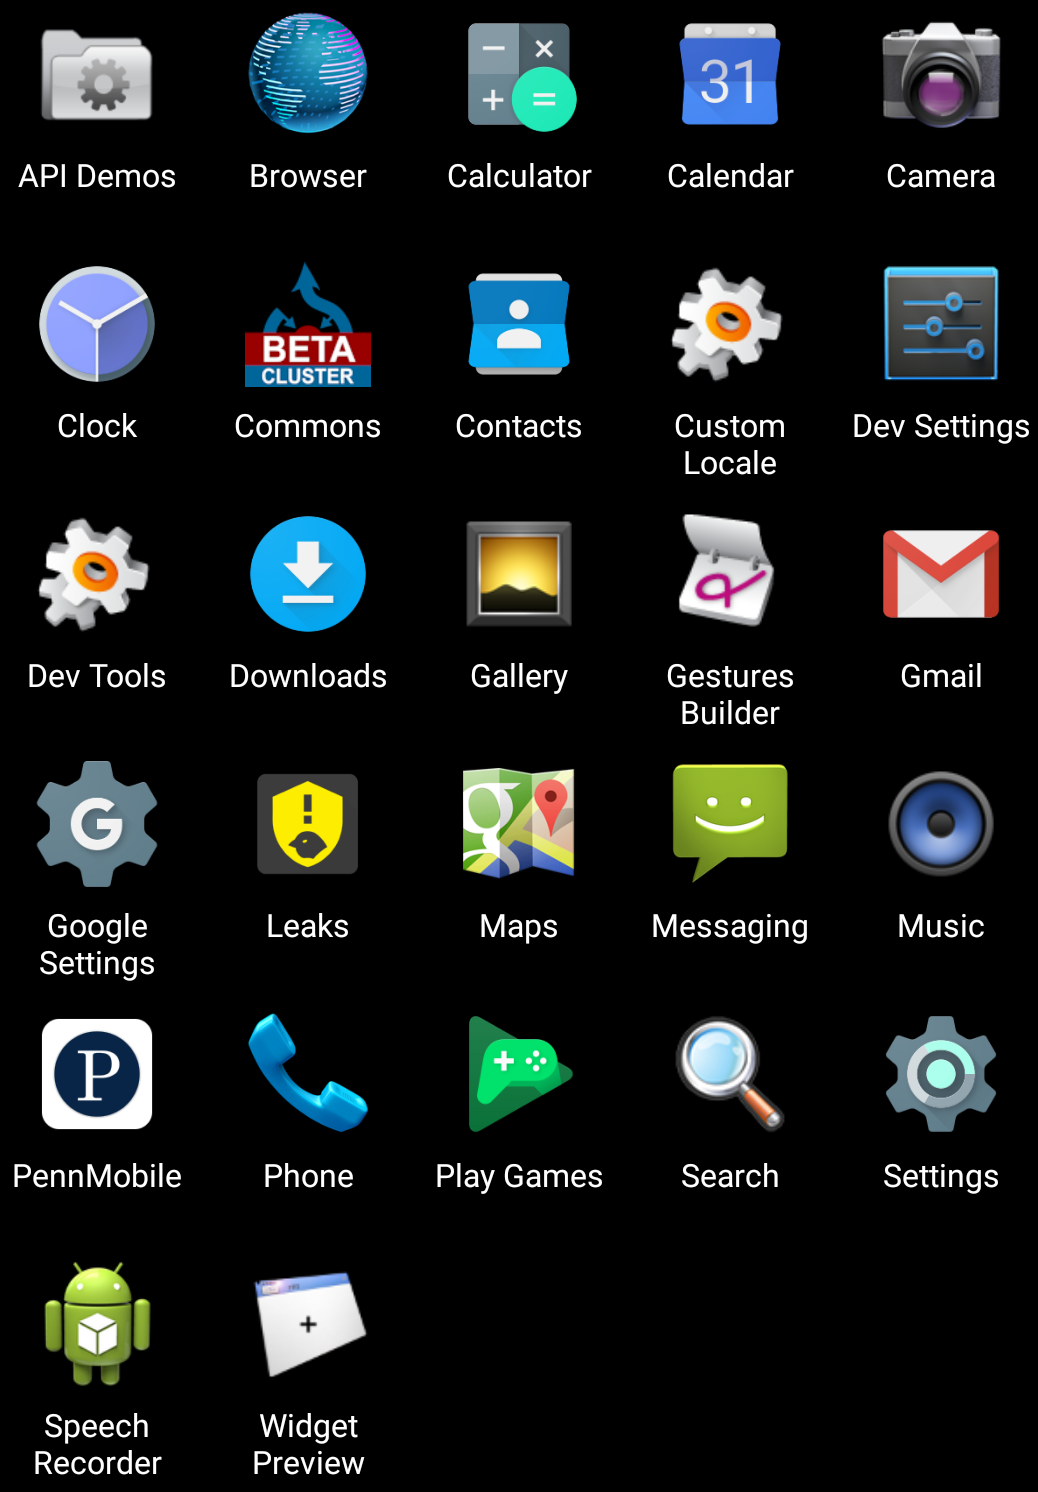 31
API Demos
Browser
Calculator
Calendar
Camera
BETA
CLUSTER
Clock
Commons
Contacts
Custom
Locale
Dev Settings
Dev Tools
Downloads
Gallery
Gestures
Builder
Gmail
G
g
Google
Settings
Leaks
Maps
Messaging
Music
P
PennMobile
Phone
Play Games
Search
Settings
Speech
Recorder
Widget
Preview